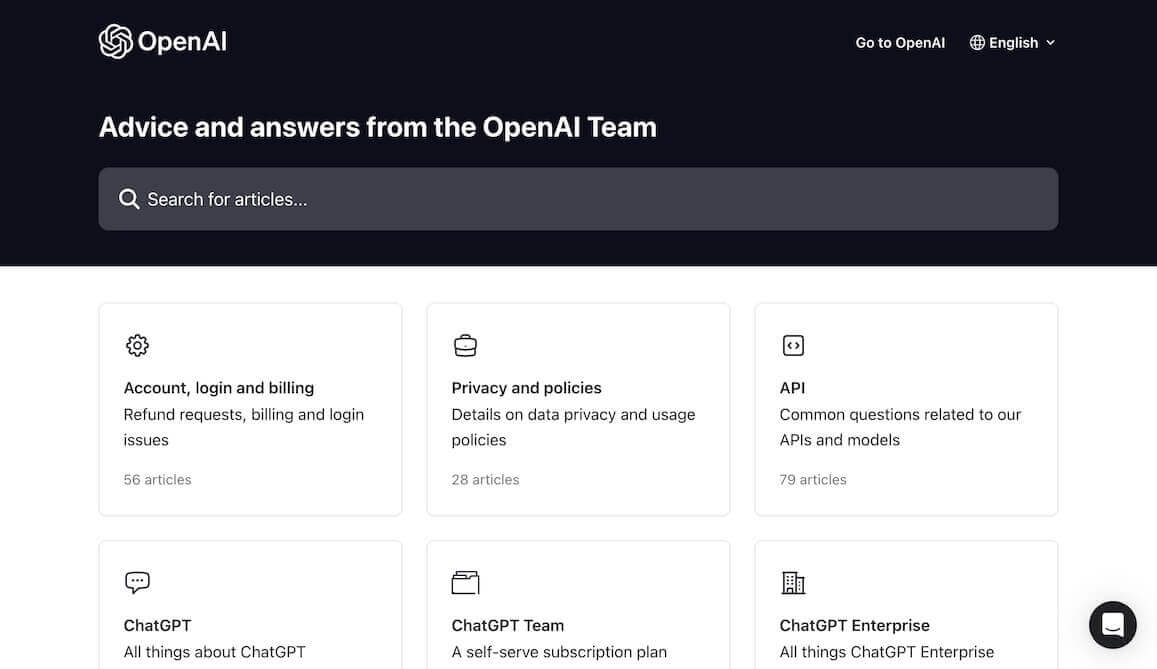 OpenAI
Go to OpenAI
English
Advice and answers from the OpenAI Team
Search for articles...
Account, login and billing
Refund requests, billing and login
issues
56 articles
Privacy and policies
Details on data privacy and usage
policies
28 articles
API
Common questions related to our
APIs and models
79 articles
ChatGPT
All things about ChatGPT
ChatGPT Team
A self-serve subscription plan
ChatGPT Enterprise
All things ChatGPT Enterprise